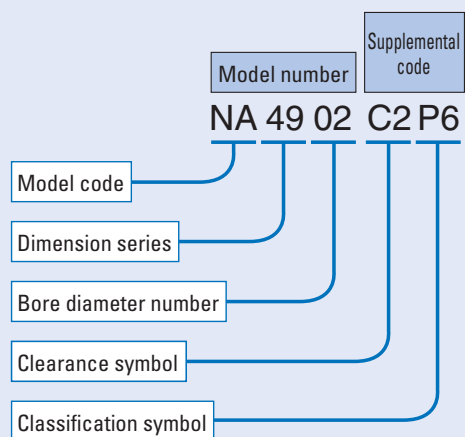 Supplemental
code
Model number
NA 49 02 C2 P6
Model code
Dimension series
Bore diameter number
Clearance symbol
Classification symbol